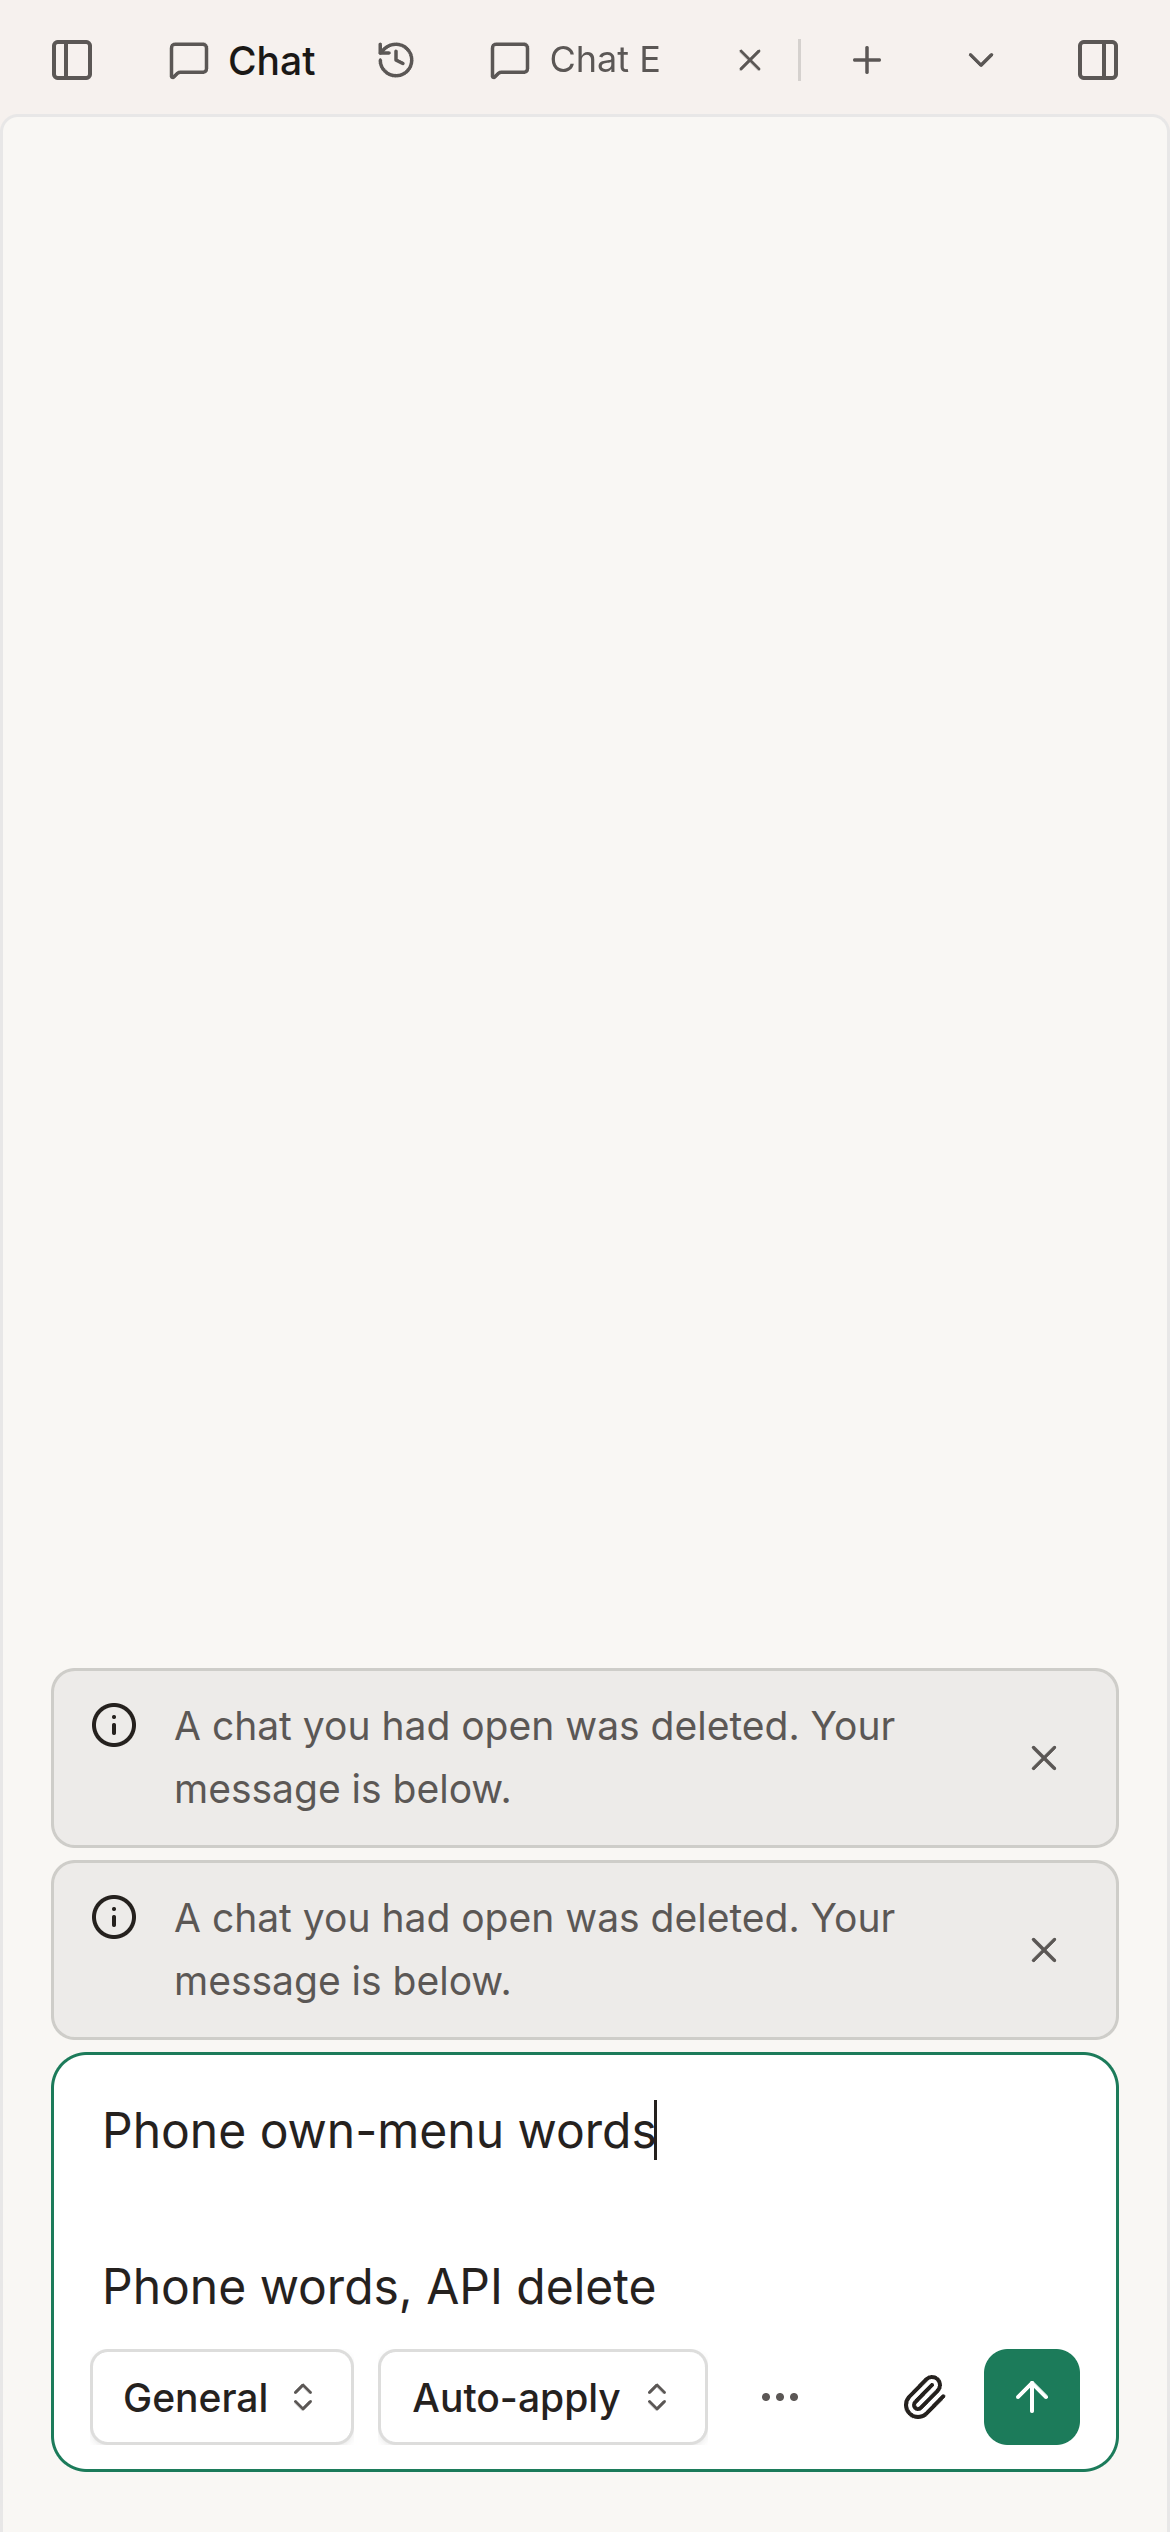 Chat
Chat E
A chat you had open was deleted. Your
message is below.
A chat you had open was deleted. Your
message is below.
Phone own-menu words
Phone words, API delete
General
Auto-apply